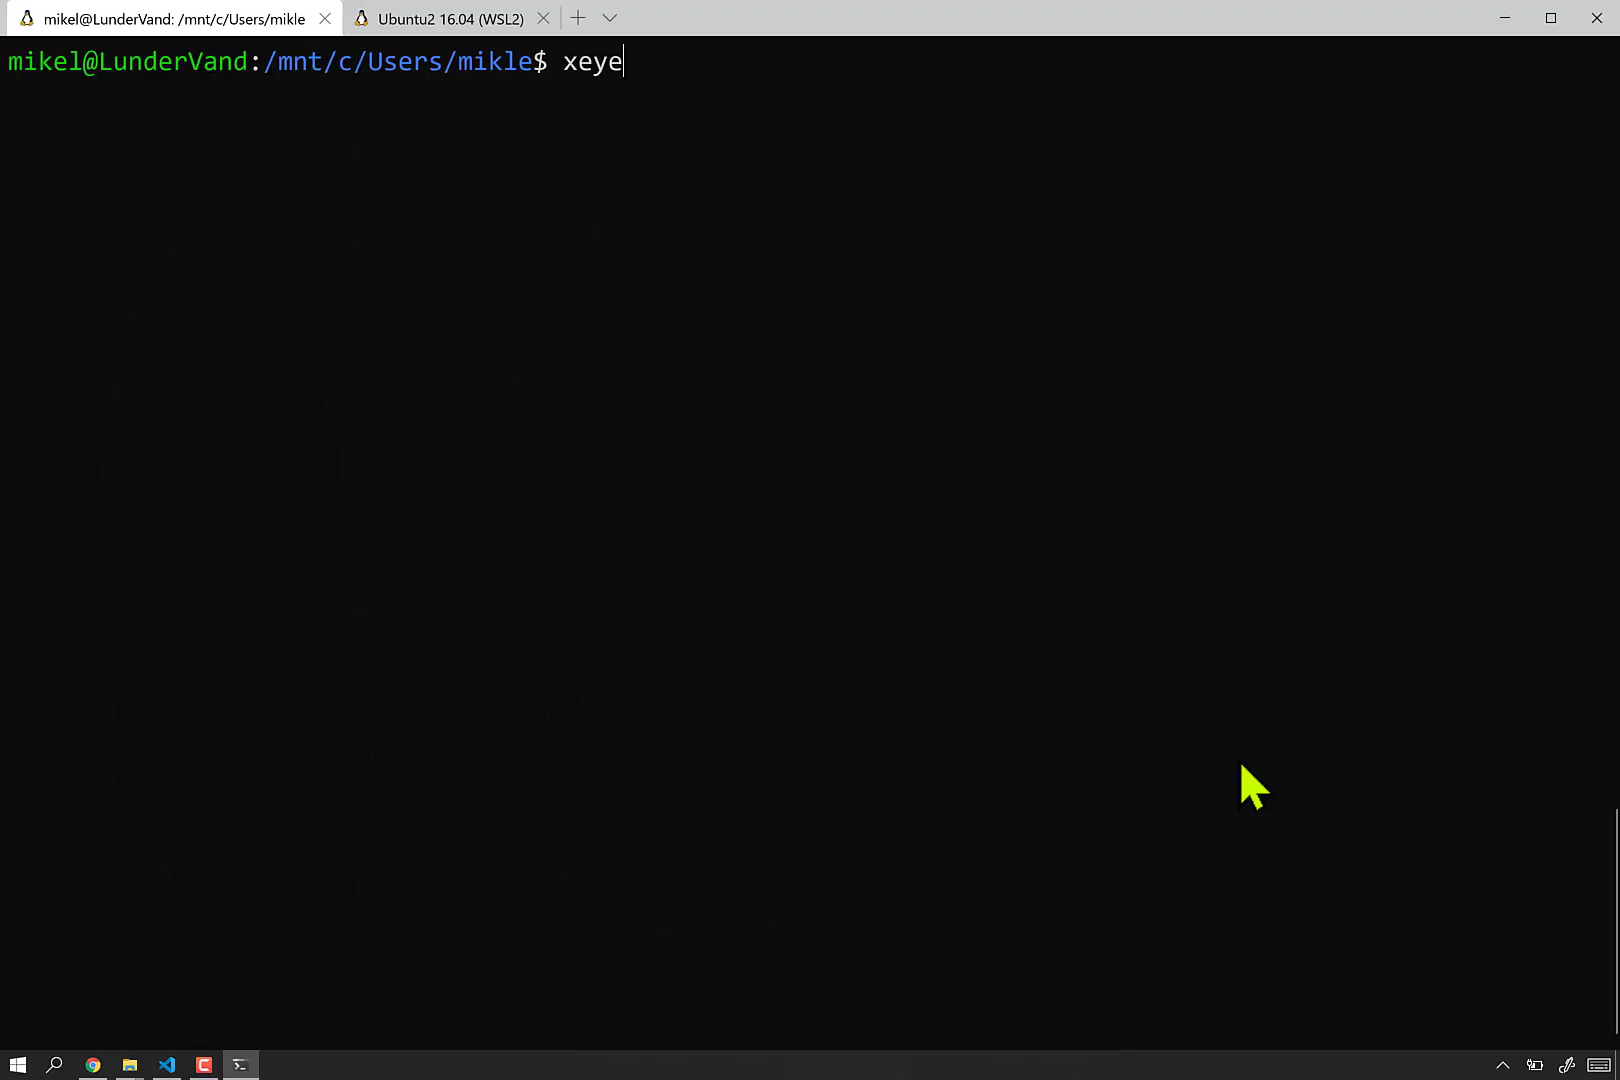 mikel@LunderVand: /mnt/c/Users/mikle
Ubuntu2 16.04 (WSL2)
mikel@LunderVand:/mnt/c/Users/mikle$ xeye